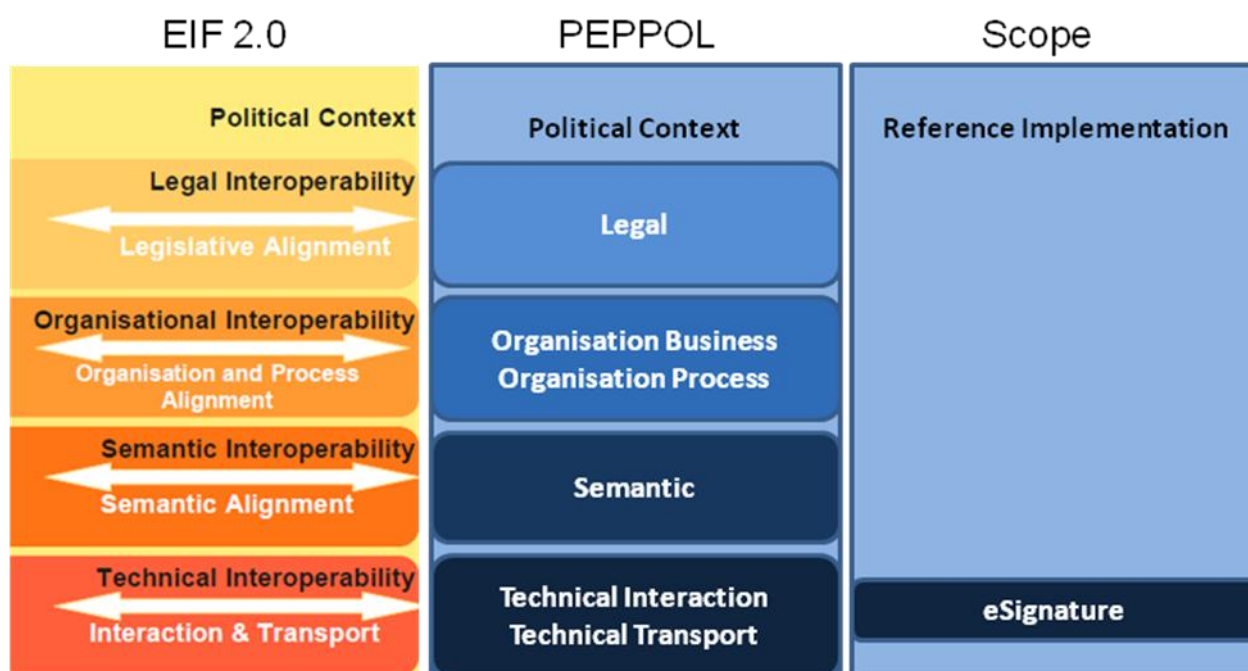 EIF 2.0
Political Context
Legal Interoperability
Legislative Alignment
Organisational Interoperability
Organisation and Process
Alignment
Semantic Interoperability
Semantic Alignment
Technical Interoperability
Interaction & Transport
PEPPOL
Political Context
Legal
Organisation Business
Organisation Process
Semantic
Technical Interaction
Technical Transport
Scope
Reference Implementation
eSignature